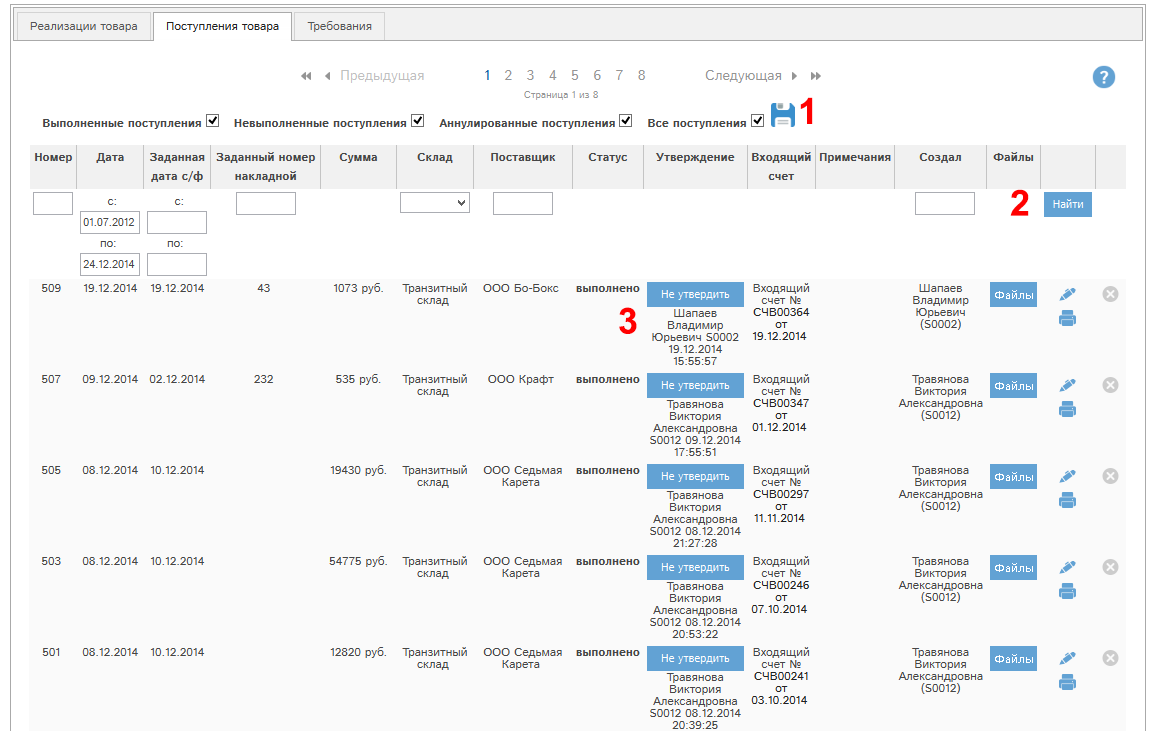 Реализации товара Поступления товара Требования
Предыдущая 1 2 3 4 5 6 7 8 Следующая
Страница 1 из 8
?
Выполненные поступления Невыполненные поступления Аннулированные поступления Все поступления 1
Номер Дата Заданная дата с/ф Заданный номер накладной Сумма Склад Поставщик Статус Утверждение Входящий счет Примечания Создал Файлы
с: с: 2 Найти
01.07.2012
по: по:
24.12.2014
509 19.12.2014 19.12.2014 43 1073 руб. Транзитный ООО Бо-Бокс выполнено Не утвердить Входящий Шапаев Файлы
склад счет № Владимир
3 Шапаев СЧВ00364 Юрьевич
Владимир от (S0002)
Юрьевич S0002 19.12.2014
19.12.2014
15:55:57
507 09.12.2014 02.12.2014 232 535 руб. Транзитный ООО Крафт выполнено Не утвердить Входящий Травянова Файлы
склад счет № Виктория
Травянова СЧВ00347 Александровна
Виктория от (S0012)
Александровна 01.12.2014
S0012 09.12.2014
17:55:51
505 08.12.2014 10.12.2014 19430 руб. Транзитный ООО Седьмая выполнено Не утвердить Входящий Травянова Файлы
склад Карета счет № Виктория
Травянова СЧВ00297 Александровна
Виктория от (S0012)
Александровна 11.11.2014
S0012 08.12.2014
21:27:28
503 08.12.2014 10.12.2014 54775 руб. Транзитный ООО Седьмая выполнено Не утвердить Входящий Травянова Файлы
склад Карета счет № Виктория
Травянова СЧВ00246 Александровна
Виктория от (S0012)
Александровна 07.10.2014
S0012 08.12.2014
20:53:22
501 08.12.2014 10.12.2014 12820 руб. Транзитный ООО Седьмая выполнено Не утвердить Входящий Травянова Файлы
склад Карета счет № Виктория
Травянова СЧВ00241 Александровна
Виктория от (S0012)
Александровна 03.10.2014
S0012 08.12.2014
20:39:25